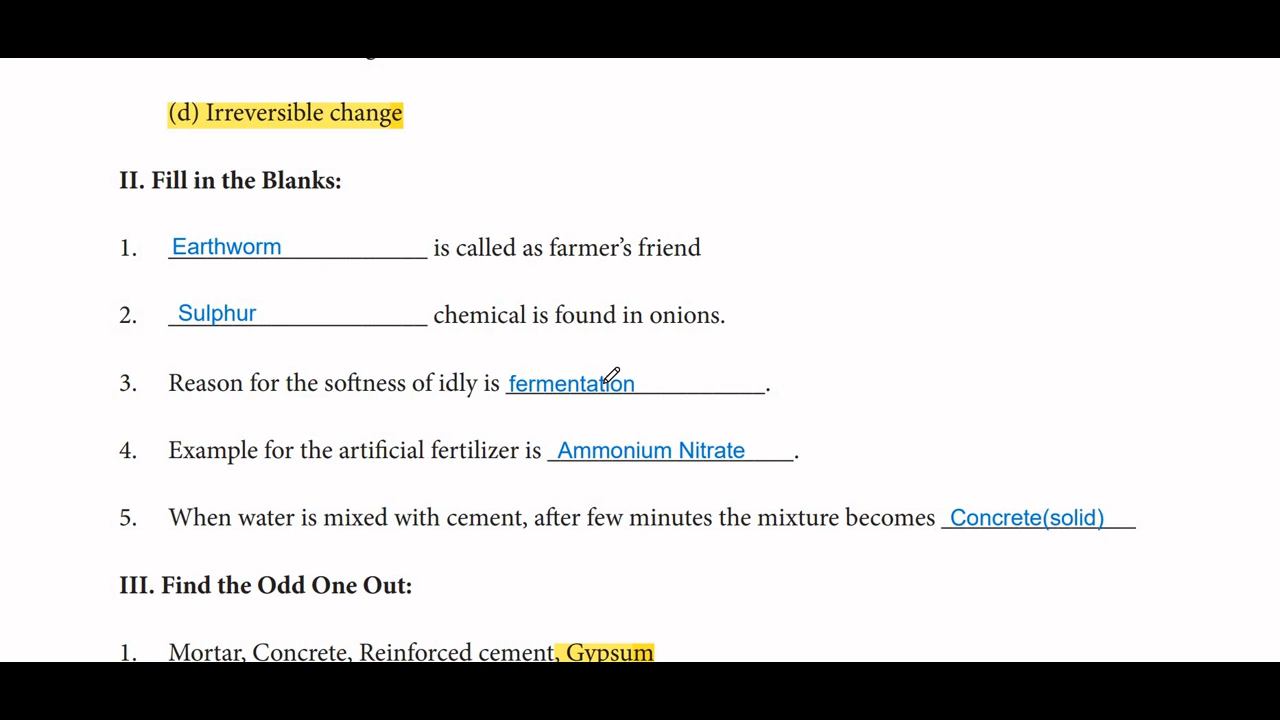 (d) Irreversible change
II. Fill in the Blanks:
1. Earthworm is called as farmer’s friend
2. Sulphur chemical is found in onions.
3. Reason for the softness of idly is fermentation.
4. Example for the artificial fertilizer is Ammonium Nitrate.
5. When water is mixed with cement, after few minutes the mixture becomes Concrete(solid)
III. Find the Odd One Out:
1. Mortar, Concrete, Reinforced cement, Gypsum